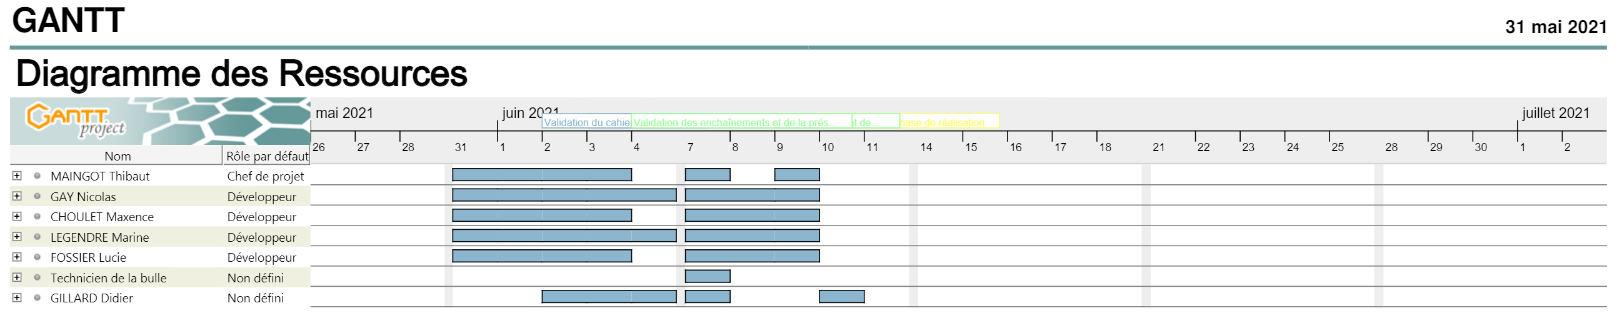 GANTT
31 mai 2021
Diagramme des Ressources
GANTT
project
mai 2021
juin 2021
juillet 2021
Validation du cahie Validation des enchaînements et de la prés... t de...
26 27 28 31 1 2 3 4 7 8 9 10 11 14 15 16 17 18 21 22 23 24 25 28 29 30 1 2
Nom Rôle par défaut
MAINGOT Thibaut Chef de projet
GAY Nicolas Développeur
CHOULET Maxence Développeur
LEGENDRE Marine Développeur
FOSSIER Lucie Développeur
Technicien de la bulle Non défini
GILLARD Didier Non défini